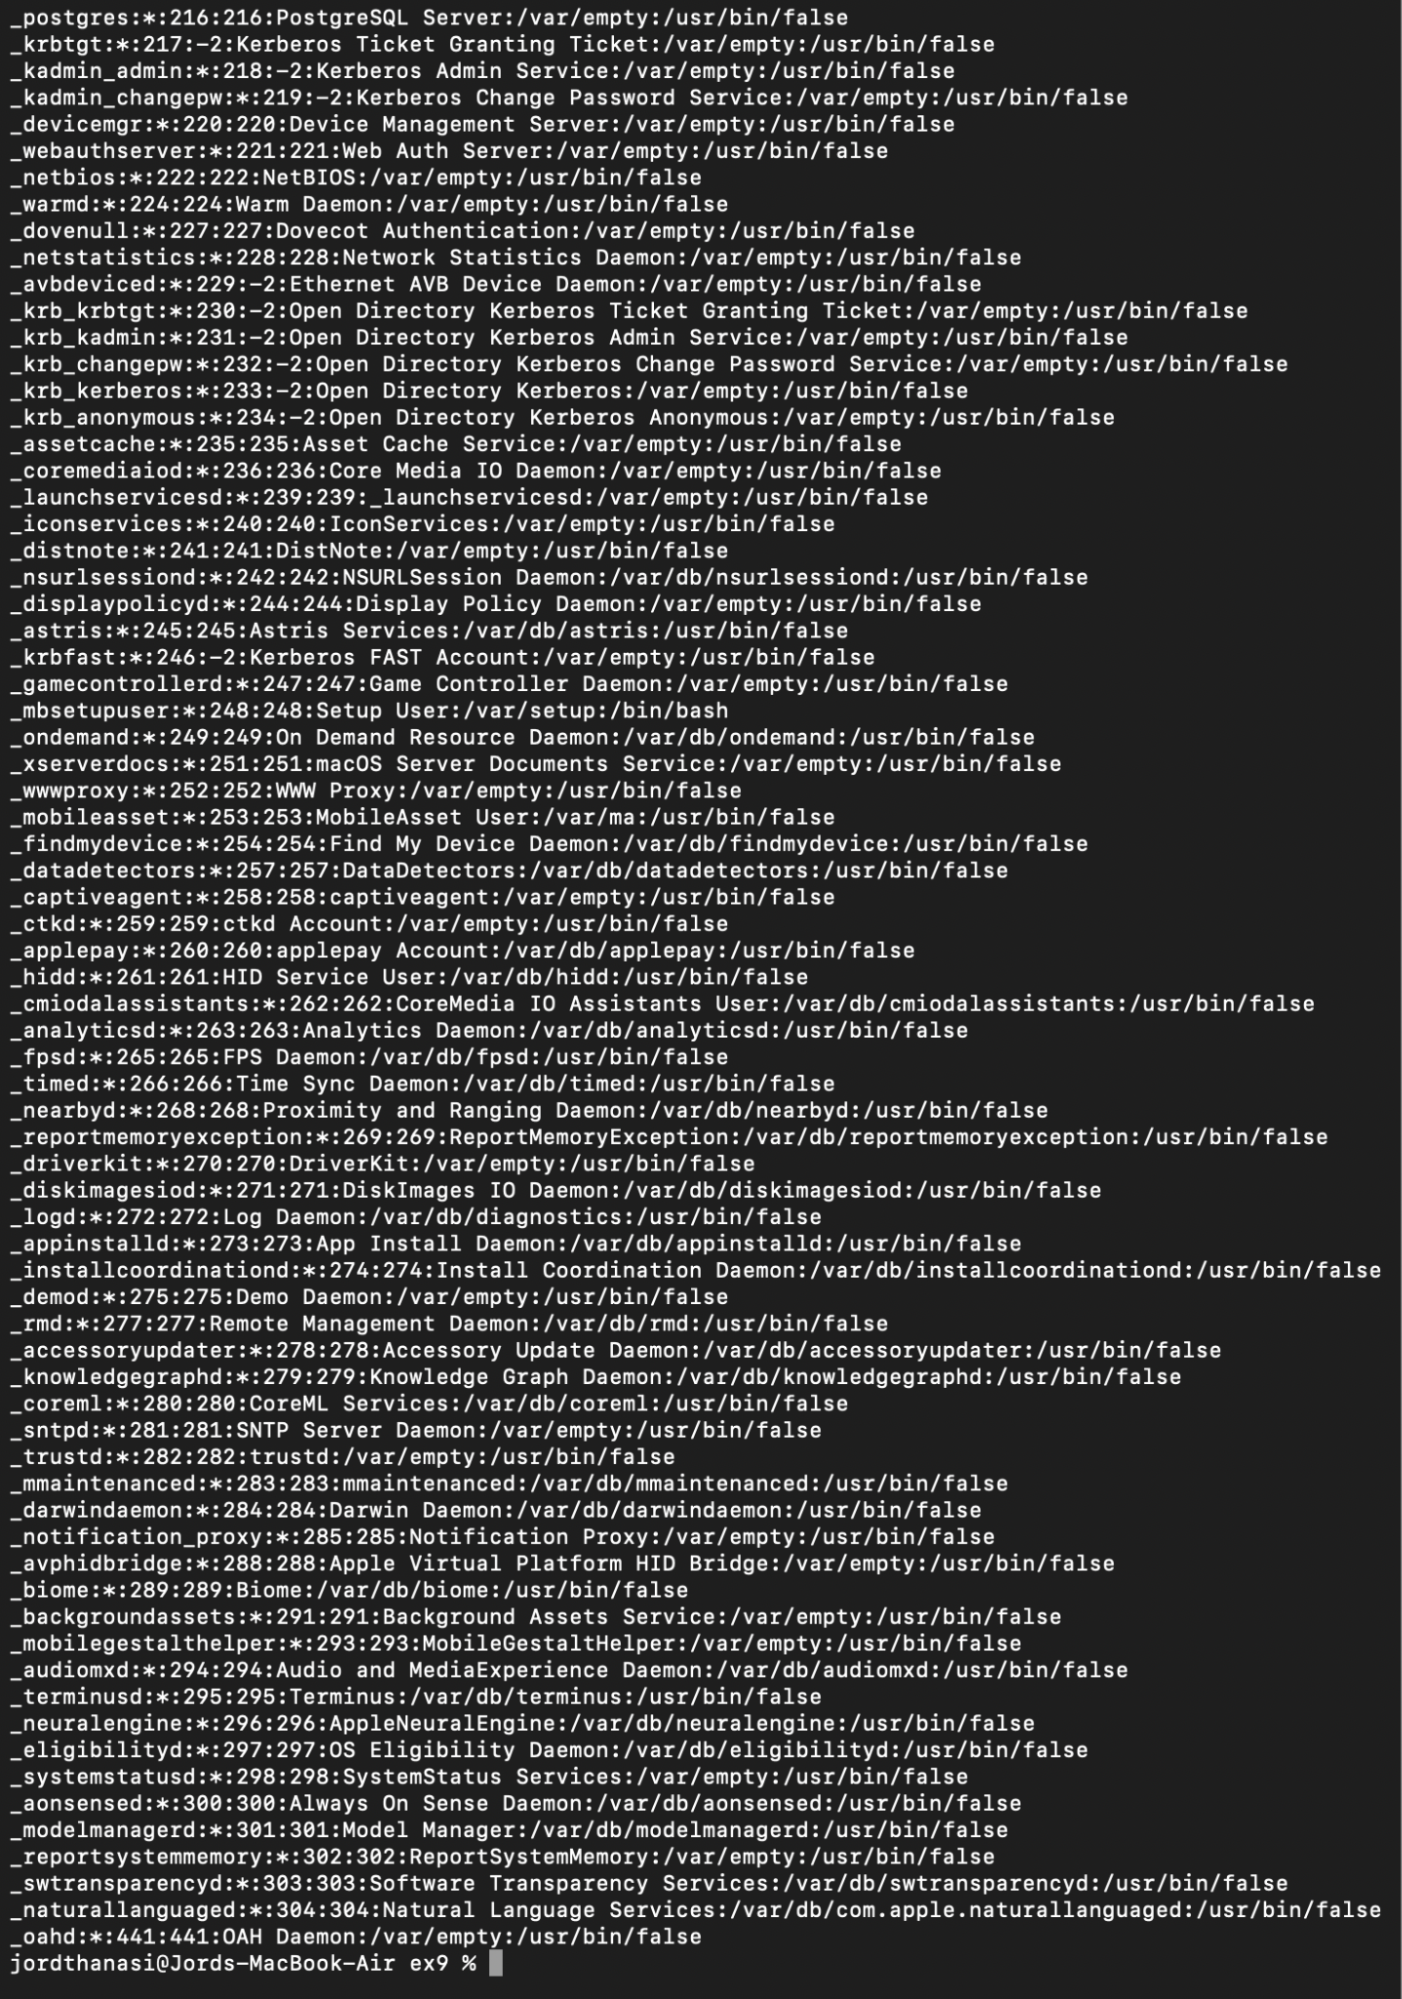 _postgres:*:216:216:PostgreSQL Server:/var/empty:/usr/bin/false
_krbtgt:*:217:-2:Kerberos Ticket Granting Ticket:/var/empty:/usr/bin/false
_kadmin_admin:*:218:-2:Kerberos Admin Service:/var/empty:/usr/bin/false
_kadmin_changepw:*:219:-2:Kerberos Change Password Service:/var/empty:/usr/bin/false
_devicemgr:*:220:220:Device Management Server:/var/empty:/usr/bin/false
_webauthserver:*:221:221:Web Auth Server:/var/empty:/usr/bin/false
_netbios:*:222:222:NetBIOS:/var/empty:/usr/bin/false
_warmd:*:224:224:Warm Daemon:/var/empty:/usr/bin/false
_dovenull:*:227:227:Dovecot Authentication:/var/empty:/usr/bin/false
_netstatistics:*:228:228:Network Statistics Daemon:/var/empty:/usr/bin/false
_avbdeviced:*:229:-2:Ethernet AVB Device Daemon:/var/empty:/usr/bin/false
_krb_krbtgt:*:230:-2:Open Directory Kerberos Ticket Granting Ticket:/var/empty:/usr/bin/false
_krb_kadmin:*:231:-2:Open Directory Kerberos Admin Service:/var/empty:/usr/bin/false
_krb_changepw:*:232:-2:Open Directory Kerberos Change Password Service:/var/empty:/usr/bin/false
_krb_kerberos:*:233:-2:Open Directory Kerberos:/var/empty:/usr/bin/false
_krb_anonymous:*:234:-2:Open Directory Kerberos Anonymous:/var/empty:/usr/bin/false
_assetcache:*:235:235:Asset Cache Service:/var/empty:/usr/bin/false
_coremediaiod:*:236:236:Core Media IO Daemon:/var/empty:/usr/bin/false
_launchservicesd:*:239:239:_launchservicesd:/var/empty:/usr/bin/false
_iconservices:*:240:240:IconServices:/var/empty:/usr/bin/false
_distnote:*:241:241:DistNote:/var/empty:/usr/bin/false
_nsurlsessiond:*:242:242:NSURLSession Daemon:/var/db/nsurlsessiond:/usr/bin/false
_displaypolicyd:*:244:244:Display Policy Daemon:/var/empty:/usr/bin/false
_astris:*:245:245:Astris Services:/var/db/astris:/usr/bin/false
_krbfast:*:246:-2:Kerberos FAST Account:/var/empty:/usr/bin/false
_gamecontrollerd:*:247:247:Game Controller Daemon:/var/empty:/usr/bin/false
_mbsetupuser:*:248:248:Setup User:/var/setup:/bin/bash
_ondemand:*:249:249:On Demand Resource Daemon:/var/db/ondemand:/usr/bin/false
_xserverdocs:*:251:251:macOS Server Documents Service:/var/empty:/usr/bin/false
_wwwproxy:*:252:252:WWW Proxy:/var/empty:/usr/bin/false
_mobileasset:*:253:253:MobileAsset User:/var/ma:/usr/bin/false
_findmydevice:*:254:254:Find My Device Daemon:/var/db/findmydevice:/usr/bin/false
_datadetectors:*:257:257:DataDetectors:/var/db/datadetectors:/usr/bin/false
_captiveagent:*:258:258:captiveagent:/var/empty:/usr/bin/false
_ctkd:*:259:259:ctkd Account:/var/empty:/usr/bin/false
_applepay:*:260:260:applepay Account:/var/db/applepay:/usr/bin/false
_hidd:*:261:261:HID Service User:/var/db/hidd:/usr/bin/false
_cmiodalassistants:*:262:262:CoreMedia IO Assistants User:/var/db/cmiodalassistants:/usr/bin/false
_analyticsd:*:263:263:Analytics Daemon:/var/db/analyticsd:/usr/bin/false
_fpsd:*:265:265:FPS Daemon:/var/db/fpsd:/usr/bin/false
_timed:*:266:266:Time Sync Daemon:/var/db/timed:/usr/bin/false
_nearbyd:*:268:268:Proximity and Ranging Daemon:/var/db/nearbyd:/usr/bin/false
_reportmemoryexception:*:269:269:ReportMemoryException:/var/db/reportmemoryexception:/usr/bin/false
_driverkit:*:270:270:DriverKit:/var/empty:/usr/bin/false
_diskimagesiod:*:271:271:DiskImages IO Daemon:/var/db/diskimagesiod:/usr/bin/false
_logd:*:272:272:Log Daemon:/var/db/diagnostics:/usr/bin/false
_appinstalld:*:273:273:App Install Daemon:/var/db/appinstalld:/usr/bin/false
_installcoordinationd:*:274:274:Install Coordination Daemon:/var/db/installcoordinationd:/usr/bin/false
_demod:*:275:275:Demo Daemon:/var/empty:/usr/bin/false
_rmd:*:277:277:Remote Management Daemon:/var/db/rmd:/usr/bin/false
_accessoryupdater:*:278:278:Accessory Update Daemon:/var/db/accessoryupdater:/usr/bin/false
_knowledgegraphd:*:279:279:Knowledge Graph Daemon:/var/db/knowledgegraphd:/usr/bin/false
_coreml:*:280:280:CoreML Services:/var/db/coreml:/usr/bin/false
_sntpd:*:281:281:SNTP Server Daemon:/var/empty:/usr/bin/false
_trustd:*:282:282:trustd:/var/empty:/usr/bin/false
_mmaintenanced:*:283:283:mmaintenanced:/var/db/mmaintenanced:/usr/bin/false
_darwindaemon:*:284:284:Darwin Daemon:/var/db/darwindaemon:/usr/bin/false
_notification_proxy:*:285:285:Notification Proxy:/var/empty:/usr/bin/false
_avphidbridge:*:288:288:Apple Virtual Platform HID Bridge:/var/empty:/usr/bin/false
_biome:*:289:289:Biome:/var/db/biome:/usr/bin/false
_backgroundassets:*:291:291:Background Assets Service:/var/empty:/usr/bin/false
_mobilegestalthelper:*:293:293:MobileGestaltHelper:/var/empty:/usr/bin/false
_audiomxd:*:294:294:Audio and MediaExperience Daemon:/var/db/audiomxd:/usr/bin/false
_terminusd:*:295:295:Terminus:/var/db/terminus:/usr/bin/false
_neuralengine:*:296:296:AppleNeuralEngine:/var/db/neuralengine:/usr/bin/false
_eligibilityd:*:297:297:OS Eligibility Daemon:/var/db/eligibilityd:/usr/bin/false
_systemstatusd:*:298:298:SystemStatus Services:/var/empty:/usr/bin/false
_aonsensed:*:300:300:Always On Sense Daemon:/var/db/aonsensed:/usr/bin/false
_modelmanagerd:*:301:301:Model Manager:/var/db/modelmanagerd:/usr/bin/false
_reportsystemmemory:*:302:302:ReportSystemMemory:/var/empty:/usr/bin/false
_swtransparencyd:*:303:303:Software Transparency Services:/var/db/swtransparencyd:/usr/bin/false
_naturallanguaged:*:304:304:Natural Language Services:/var/db/com.apple.naturallanguaged:/usr/bin/false
_oahd:*:441:441:OAH Daemon:/var/empty:/usr/bin/false
jordthanasi@Jords-MacBook-Air ex9 %